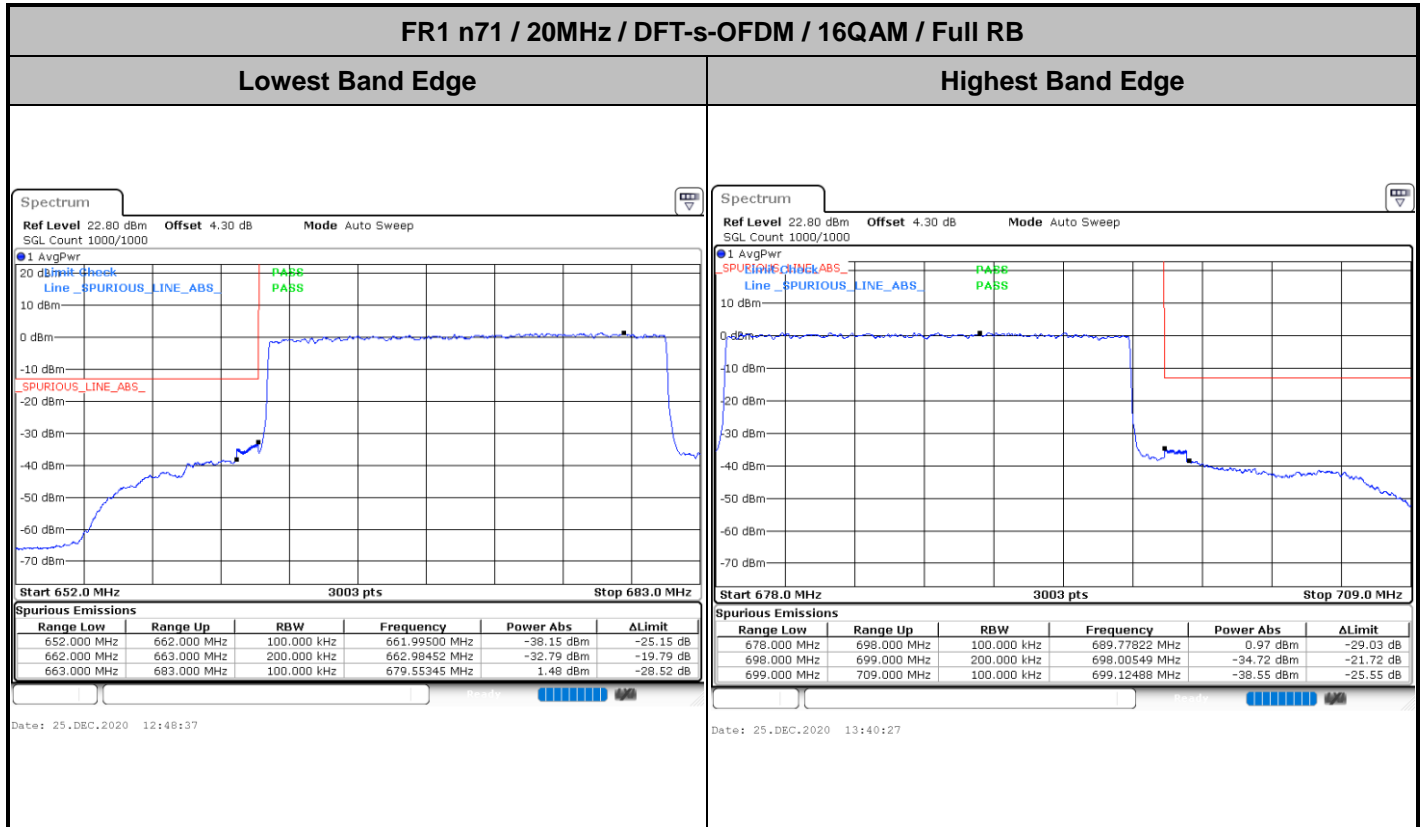 FR1 n71 / 20MHz / DFT-s-OFDM / 16QAM / Full RB
Lowest Band Edge
Highest Band Edge
Spectrum
Ref Level 22.80 dBm Offset 4.30 dB Mode Auto Sweep
SGL Count 1000/1000
1 AvgPwr
20 dBm
Limit Check PASS
Line _SPURIOUS_LINE_ABS_ PASS
10 dBm
0 dBm
-10 dBm
_SPURIOUS_LINE_ABS_
-20 dBm
-30 dBm
-40 dBm
-50 dBm
-60 dBm
-70 dBm
Start 652.0 MHz 3003 pts Stop 683.0 MHz
Spurious Emissions
Range Low Range Up RBW Frequency Power Abs ΔLimit
652.000 MHz 662.000 MHz 100.000 kHz 661.99500 MHz -38.15 dBm -25.15 dB
662.000 MHz 663.000 MHz 200.000 kHz 662.98452 MHz -32.79 dBm -19.79 dB
663.000 MHz 683.000 MHz 100.000 kHz 679.55345 MHz 1.48 dBm -28.52 dB
Ready
Date: 25.DEC.2020 12:48:37
Spectrum
Ref Level 22.80 dBm Offset 4.30 dB Mode Auto Sweep
SGL Count 1000/1000
1 AvgPwr
_SPURIOUS_LINE_ABS_
Limit Check PASS
Line _SPURIOUS_LINE_ABS_ PASS
10 dBm
0 dBm
-10 dBm
-20 dBm
-30 dBm
-40 dBm
-50 dBm
-60 dBm
-70 dBm
Start 678.0 MHz 3003 pts Stop 709.0 MHz
Spurious Emissions
Range Low Range Up RBW Frequency Power Abs ΔLimit
678.000 MHz 698.000 MHz 100.000 kHz 689.77822 MHz 0.97 dBm -29.03 dB
698.000 MHz 699.000 MHz 200.000 kHz 698.00549 MHz -34.72 dBm -21.72 dB
699.000 MHz 709.000 MHz 100.000 kHz 699.12488 MHz -38.55 dBm -25.55 dB
Ready
Date: 25.DEC.2020 13:40:27